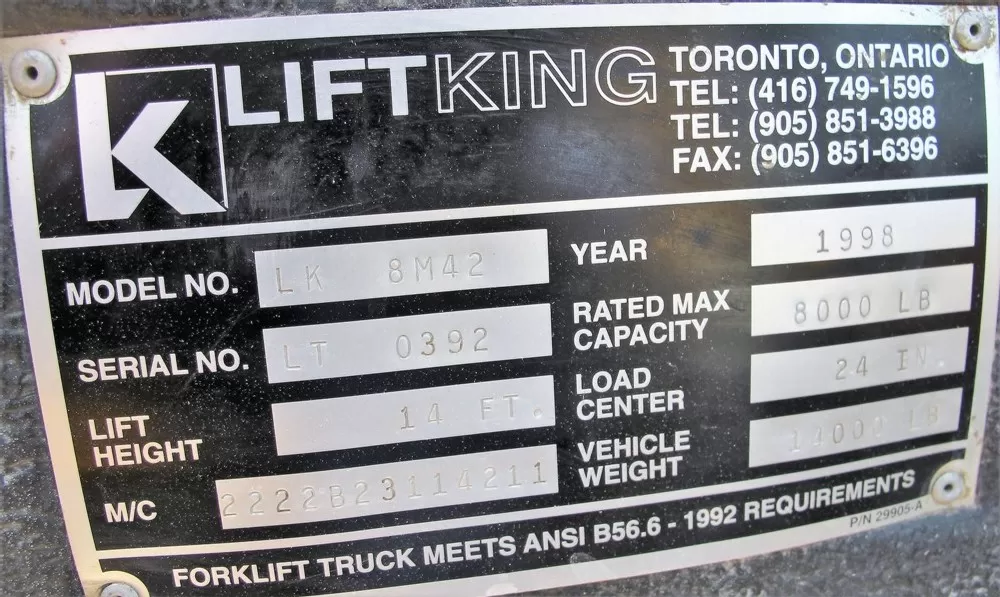 K LIFTKING
TORONTO, ONTARIO
TEL: (416) 749-1596
TEL: (905) 851-3988
FAX: (905) 851-6396
MODEL NO. LK 8M42
SERIAL NO. LT 0392
LIFT HEIGHT 14 FT.
M/C 2222B23114211
YEAR 1998
RATED MAX CAPACITY 8000 LB
LOAD CENTER 24 IN.
VEHICLE WEIGHT 14000 LB
FORKLIFT TRUCK MEETS ANSI B56.6 - 1992 REQUIREMENTS
P/N 29905-A